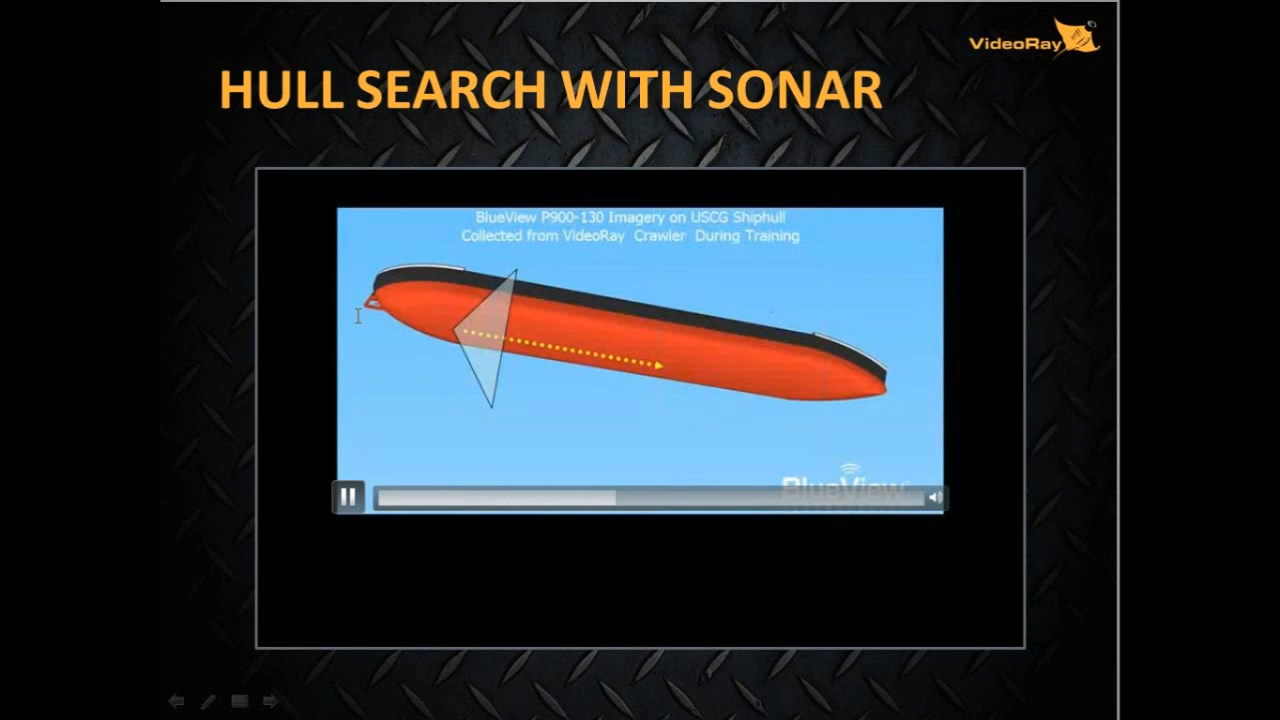 VideoRay
HULL SEARCH WITH SONAR
BlueView P900-130 Imagery on USCG Shiphull
Collected from VideoRay Crawler During Training
BlueView